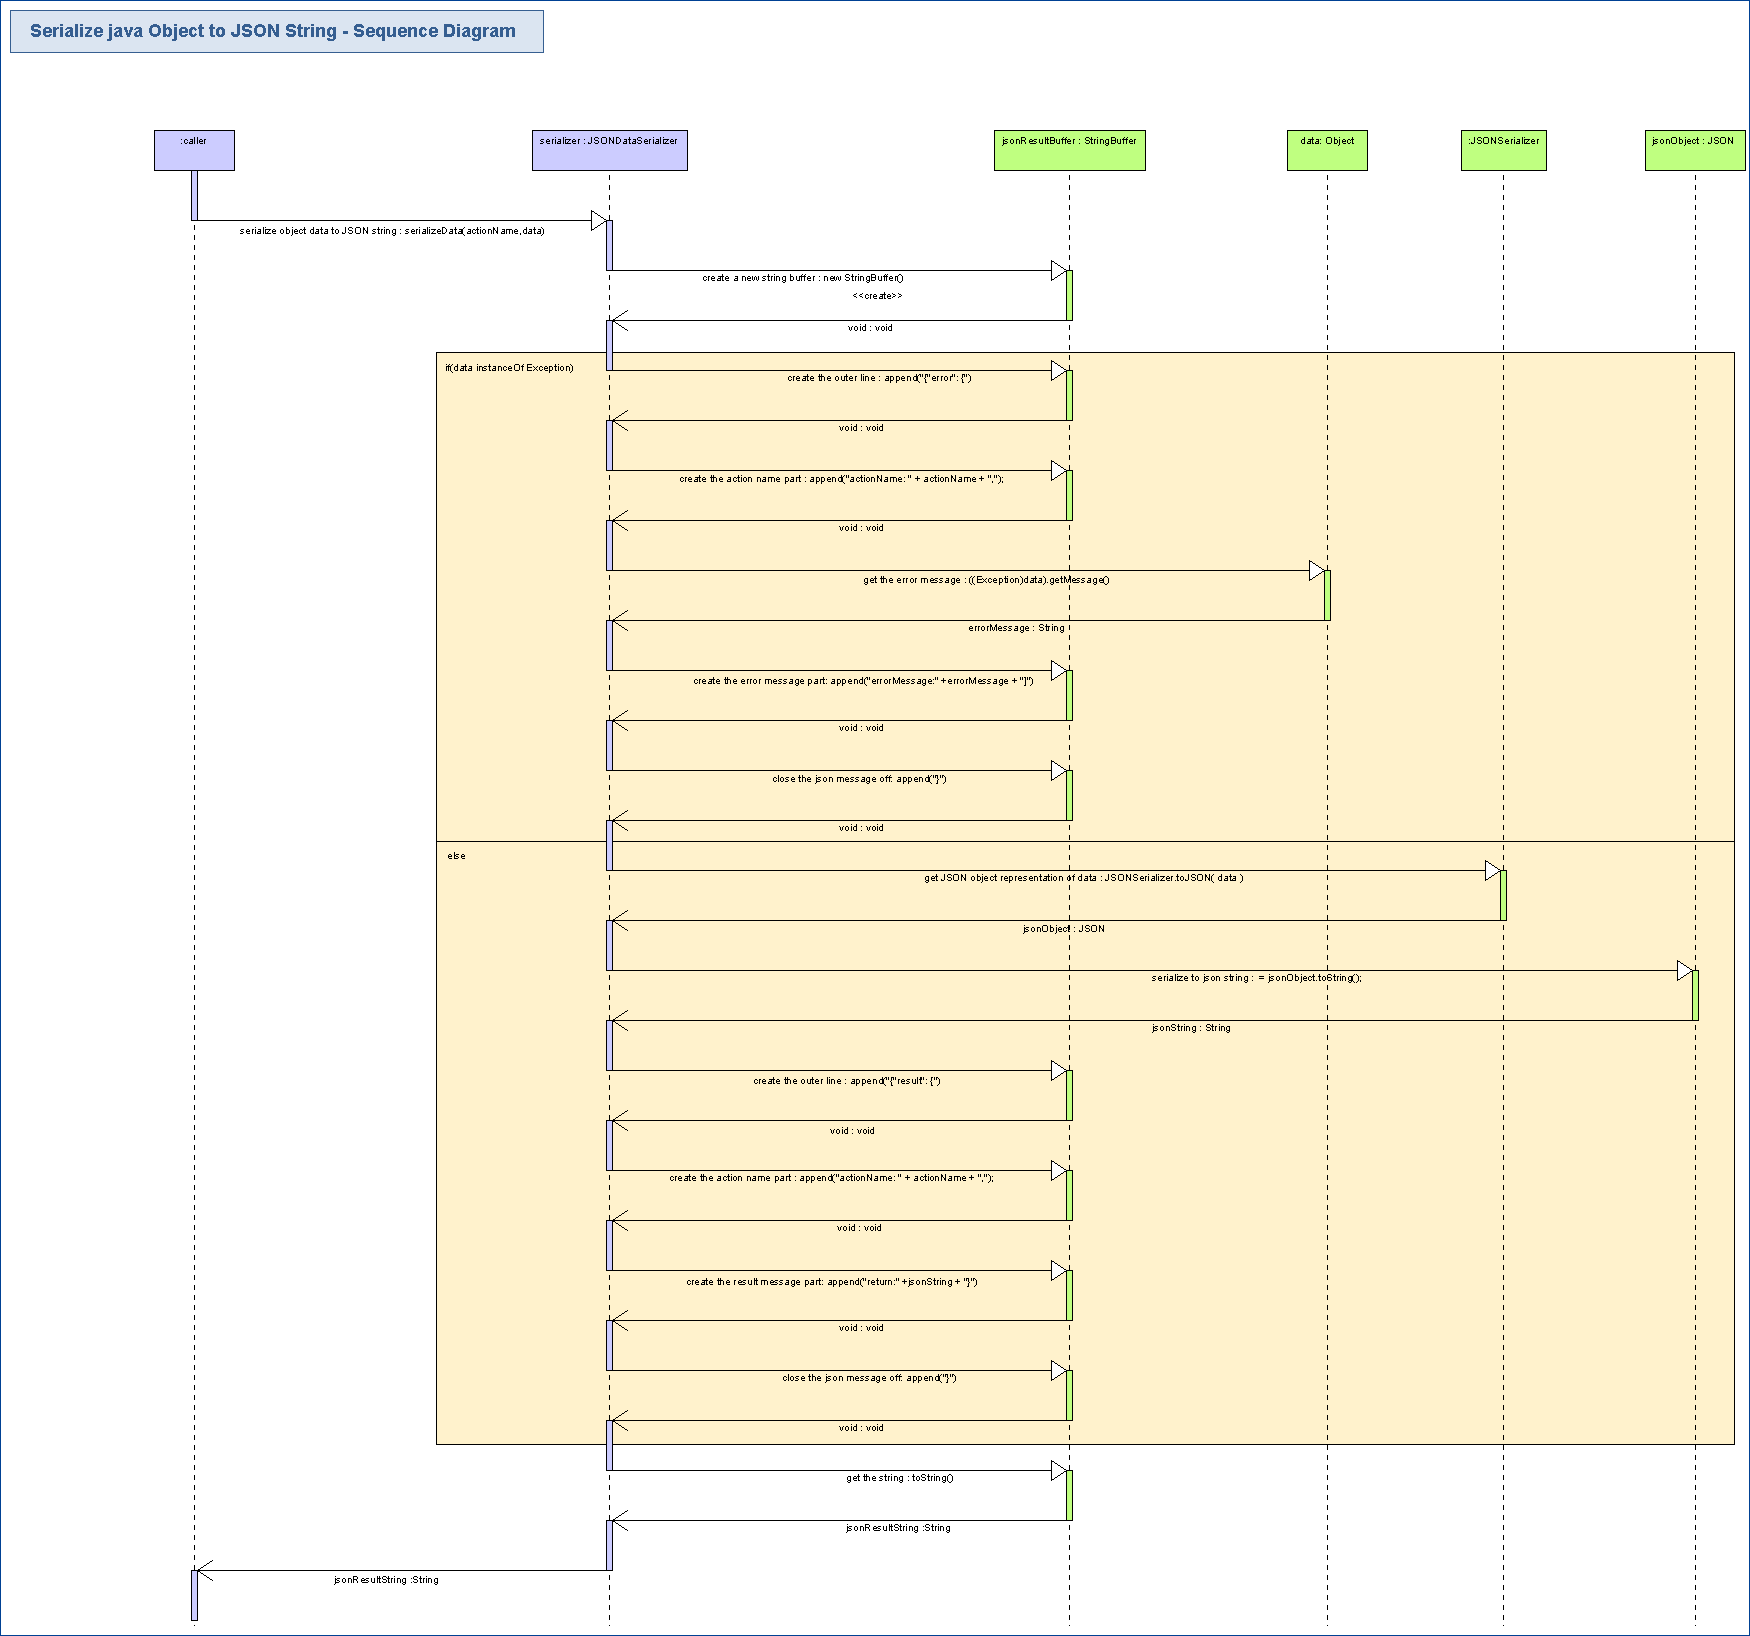 Serialize java Object to JSON String - Sequence Diagram
:caller
serializer : JSONDataSerializer
jsonResultBuffer : StringBuffer
data: Object
:JSONSerializer
jsonObject : JSON
serialize object data to JSON string : serializeData(actionName,data)
create a new string buffer : new StringBuffer()
<<create>>
void : void
if(data instanceOf Exception)
create the outer line : append("{"error": {")
void : void
create the action name part : append("actionName: " + actionName + ",");
void : void
get the error message : ((Exception)data).getMessage()
errorMessage : String
create the error message part: append("errorMessage:" +errorMessage + "}")
void : void
close the json message off: append("}")
void : void
else
get JSON object representation of data : JSONSerializer.toJSON( data )
jsonObject : JSON
serialize to json string : = jsonObject.toString();
jsonString : String
create the outer line : append("{"result": {")
void : void
create the action name part : append("actionName: " + actionName + ",");
void : void
create the result message part: append("return:" +jsonString + "}")
void : void
close the json message off: append("}")
void : void
get the string : toString()
jsonResultString :String
jsonResultString :String